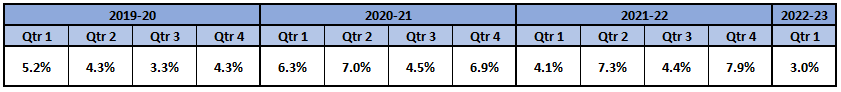 2019-20 2020-21 2021-22 2022-23
Qtr 1 Qtr 2 Qtr 3 Qtr 4 Qtr 1 Qtr 2 Qtr 3 Qtr 4 Qtr 1 Qtr 2 Qtr 3 Qtr 4 Qtr 1
5.2% 4.3% 3.3% 4.3% 6.3% 7.0% 4.5% 6.9% 4.1% 7.3% 4.4% 7.9% 3.0%